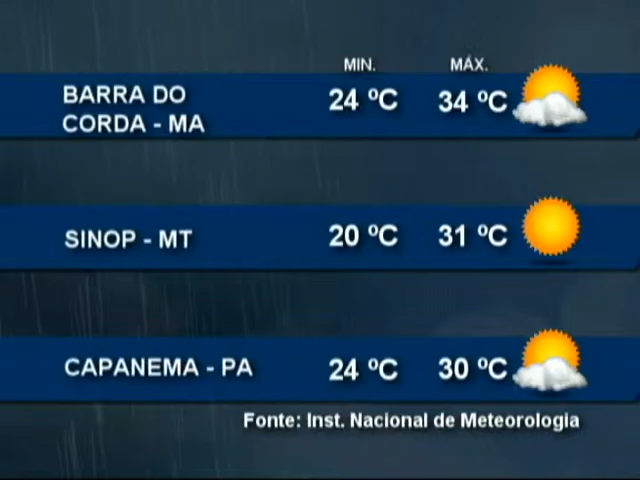 MIN. MÁX.
BARRA DO
CORDA - MA 24 ºC 34 ºC
SINOP - MT 20 ºC 31 ºC
CAPANEMA - PA 24 ºC 30 ºC
Fonte: Inst. Nacional de Meteorologia